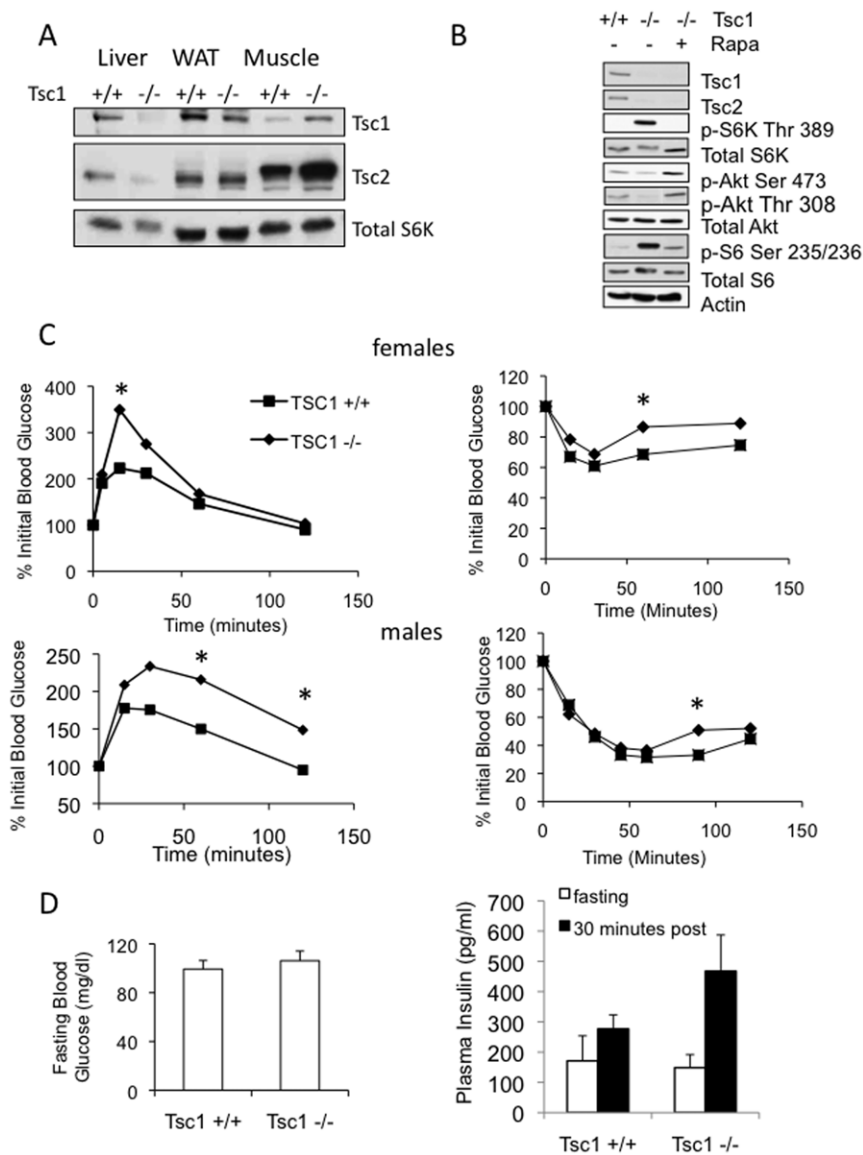 A
Liver WAT Muscle
Tsc1 +/+ -/- +/+ -/- +/+ -/-
Tsc1
Tsc2
Total S6K
B
+/+ -/- -/- Tsc1
- - + Rapa
Tsc1
Tsc2
p-S6K Thr 389
Total S6K
p-Akt Ser 473
p-Akt Thr 308
Total Akt
p-S6 Ser 235/236
Total S6
Actin
C
females
% Initial Blood Glucose
400
300
200
100
0
*
TSC1 +/+
TSC1 -/-
0 50 100 150
Time (minutes)
% Initial Blood Glucose
120
100
80
60
40
20
0
*
0 50 100 150
Time (Minutes)
males
% Initial Blood Glucose
250
200
150
100
50
*
*
0 50 100 150
Time (minutes)
% Initial Blood Glucose
120
100
80
60
40
20
0
*
0 50 100 150
Time (Minutes)
D
Fasting Blood
Glucose (mg/dl)
120
80
40
0
Tsc1 +/+ Tsc1 -/-
Plasma Insulin (pg/ml)
700
600
500
400
300
200
100
0
fasting
30 minutes post
Tsc1 +/+ Tsc1 -/-